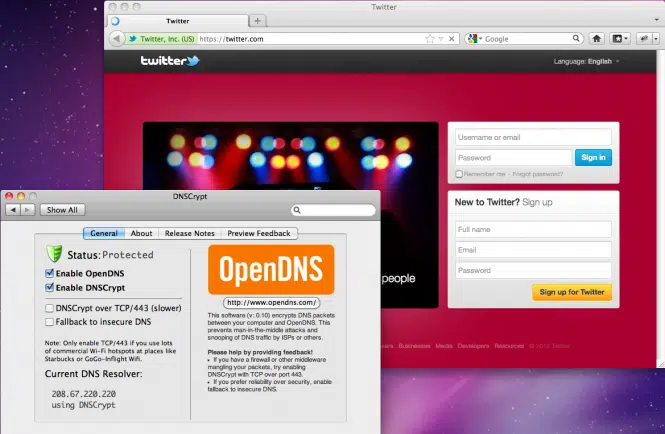 Twitter
Twitter
Twitter, Inc. (US)
https://twitter.com
Google
twitter
Language: English
Username or email
Password
Sign in
Remember me · Forgot password?
New to Twitter? Sign up
Full name
Email
Password
Sign up for Twitter
people
Businesses Media Developers Resources © 2012 Twitter
DNSCrypt
Show All
General
About
Release Notes
Preview Feedback
Status: Protected
Enable OpenDNS
Enable DNSCrypt
DNSCrypt over TCP/443 (slower)
Fallback to insecure DNS
Note: Only enable TCP/443 if you use lots
of commercial Wi-Fi hotspots at places like
Starbucks or GoGo-Inflight Wifi.
Current DNS Resolver:
208.67.220.220
using DNSCrypt
OpenDNS
http://www.opendns.com/
This software (v: 0.10) encrypts DNS packets
between your computer and OpenDNS. This
prevents man-in-the-middle attacks and
snooping of DNS traffic by ISPs or others.
Please help by providing feedback!
• If you have a firewall or other middleware
mangling your packets, try enabling
DNSCrypt with TCP over port 443.
• If you prefer reliability over security, enable
fallback to insecure DNS.